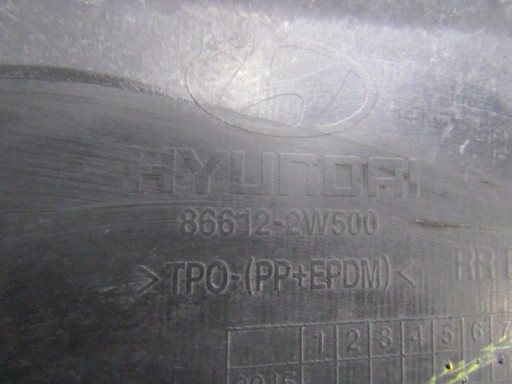 HYUNDAI
86612-2W500
>TPO-(PP+EPDM)<
RR
1 2 3 4 5 6 7